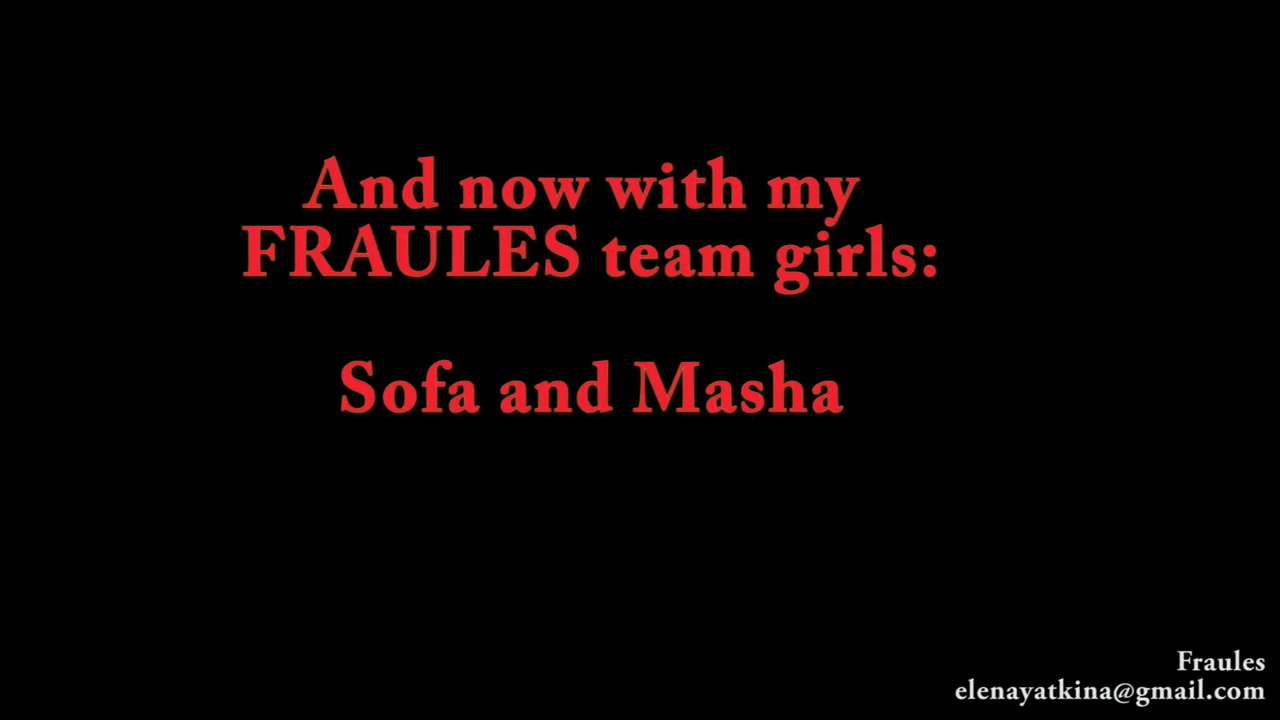 And now with my
FRAULES team girls:
Sofa and Masha
Fraules
elenayatkina@gmail.com